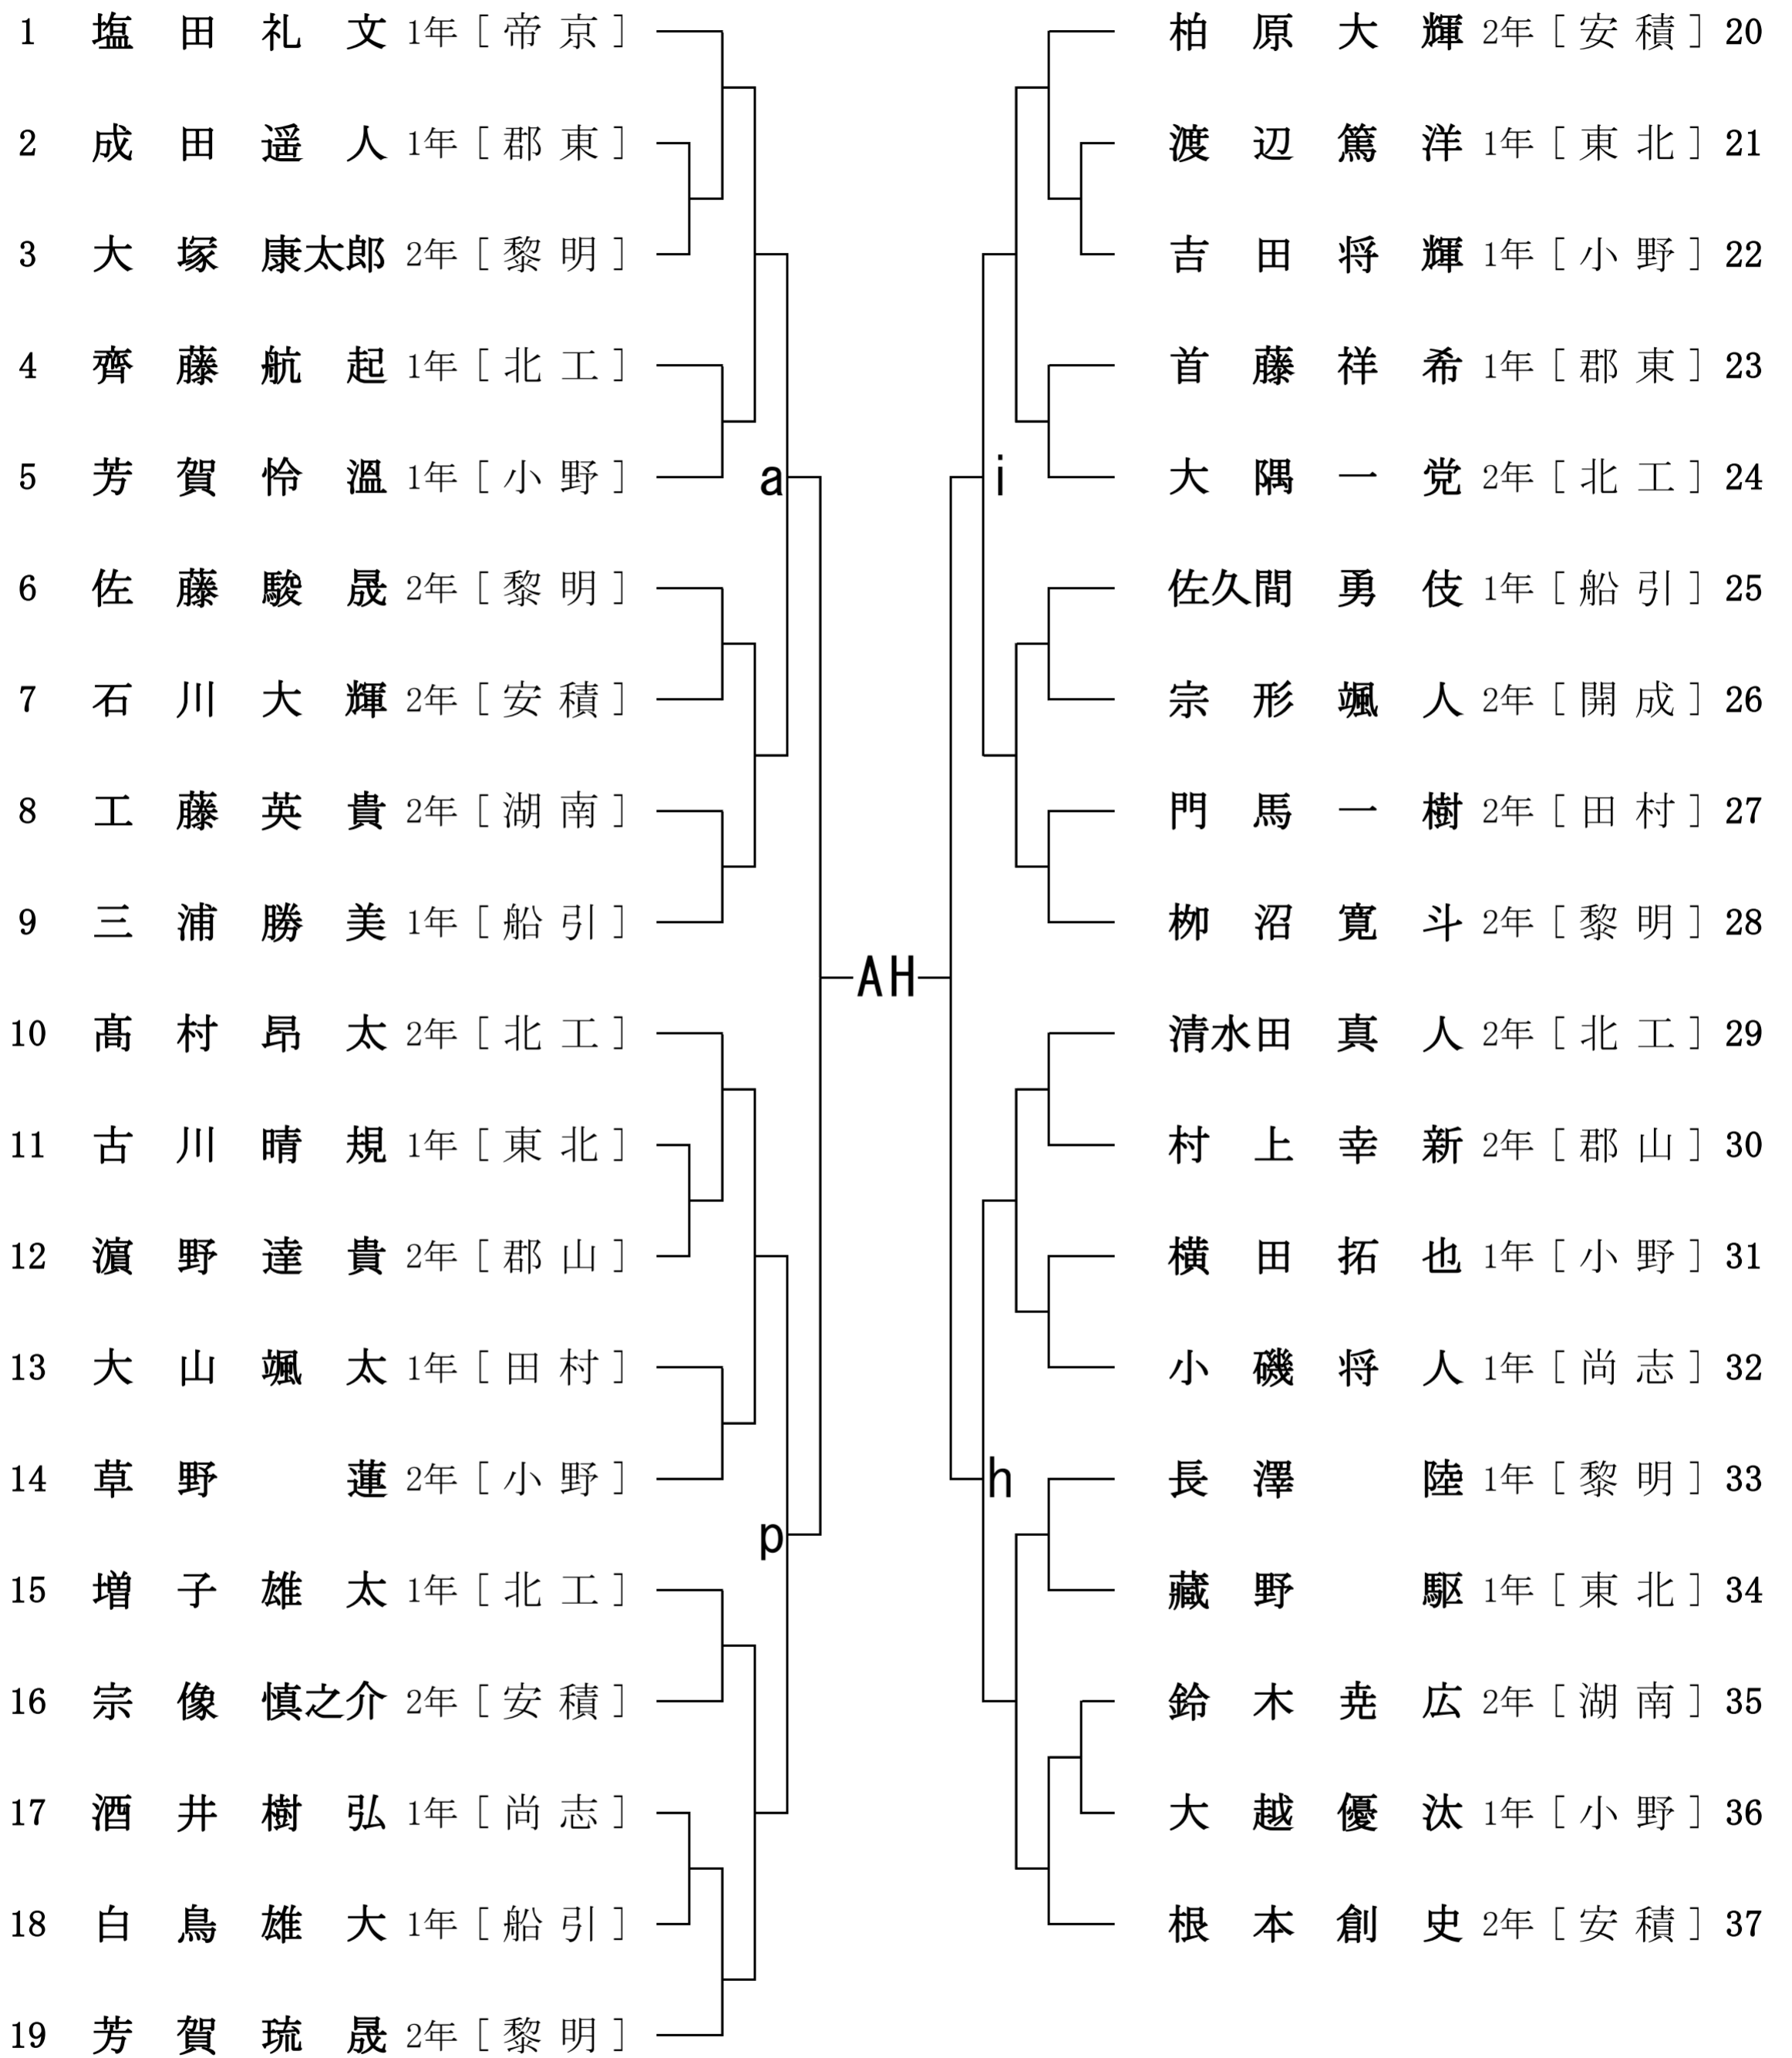 1 塩田礼文 1年 [帝京]
2 成田遥人 1年 [郡東]
3 大塚康太郎 2年 [黎明]
4 齊藤航起 1年 [北工]
5 芳賀怜溫 1年 [小野]
a
6 佐藤駿晟 2年 [黎明]
7 石川大輝 2年 [安積]
8 工藤英貴 2年 [湖南]
9 三浦勝美 1年 [船引]
AH
10 髙村昂太 2年 [北工]
11 古川晴規 1年 [東北]
12 濵野達貴 2年 [郡山]
13 大山颯太 1年 [田村]
14 草野蓮 2年 [小野]
p
15 増子雄太 1年 [北工]
16 宗像慎之介 2年 [安積]
17 酒井樹弘 1年 [尚志]
18 白鳥雄大 1年 [船引]
19 芳賀琉晟 2年 [黎明]
柏原大輝 2年 [安積] 20
渡辺篤洋 1年 [東北] 21
吉田将輝 1年 [小野] 22
首藤祥希 1年 [郡東] 23
i
大隅一党 2年 [北工] 24
佐久間勇伎 1年 [船引] 25
宗形颯人 2年 [開成] 26
門馬一樹 2年 [田村] 27
栁沼寛斗 2年 [黎明] 28
清水田真人 2年 [北工] 29
村上幸新 2年 [郡山] 30
横田拓也 1年 [小野] 31
小磯将人 1年 [尚志] 32
h
長澤陸 1年 [黎明] 33
藏野駆 1年 [東北] 34
鈴木尭広 2年 [湖南] 35
大越優汰 1年 [小野] 36
根本創史 2年 [安積] 37